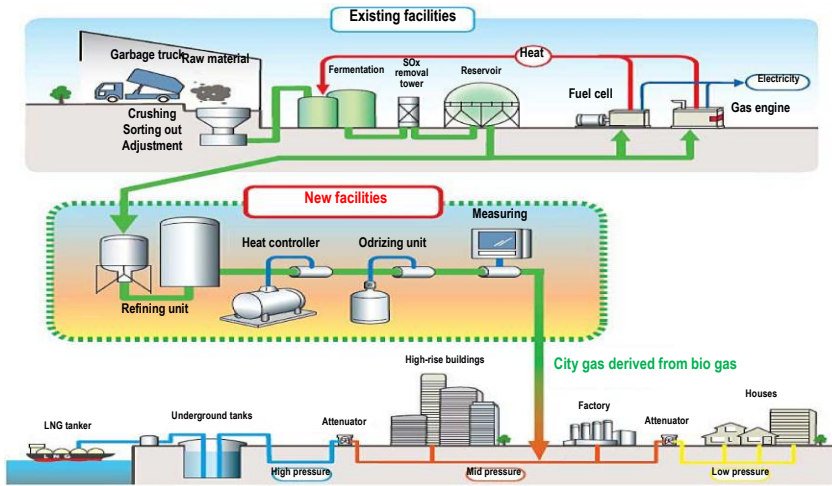 Existing facilities
Garbage truck
Raw material
Crushing
Sorting out
Adjustment
Fermentation
SOx
removal
tower
Reservoir
Heat
Fuel cell
Electricity
Gas engine
New facilities
Measuring
Heat controller
Odrizing unit
Refining unit
City gas derived from bio gas
High-rise buildings
LNG tanker
Underground tanks
Attenuator
Factory
Attenuator
Houses
High pressure
Mid pressure
Low pressure